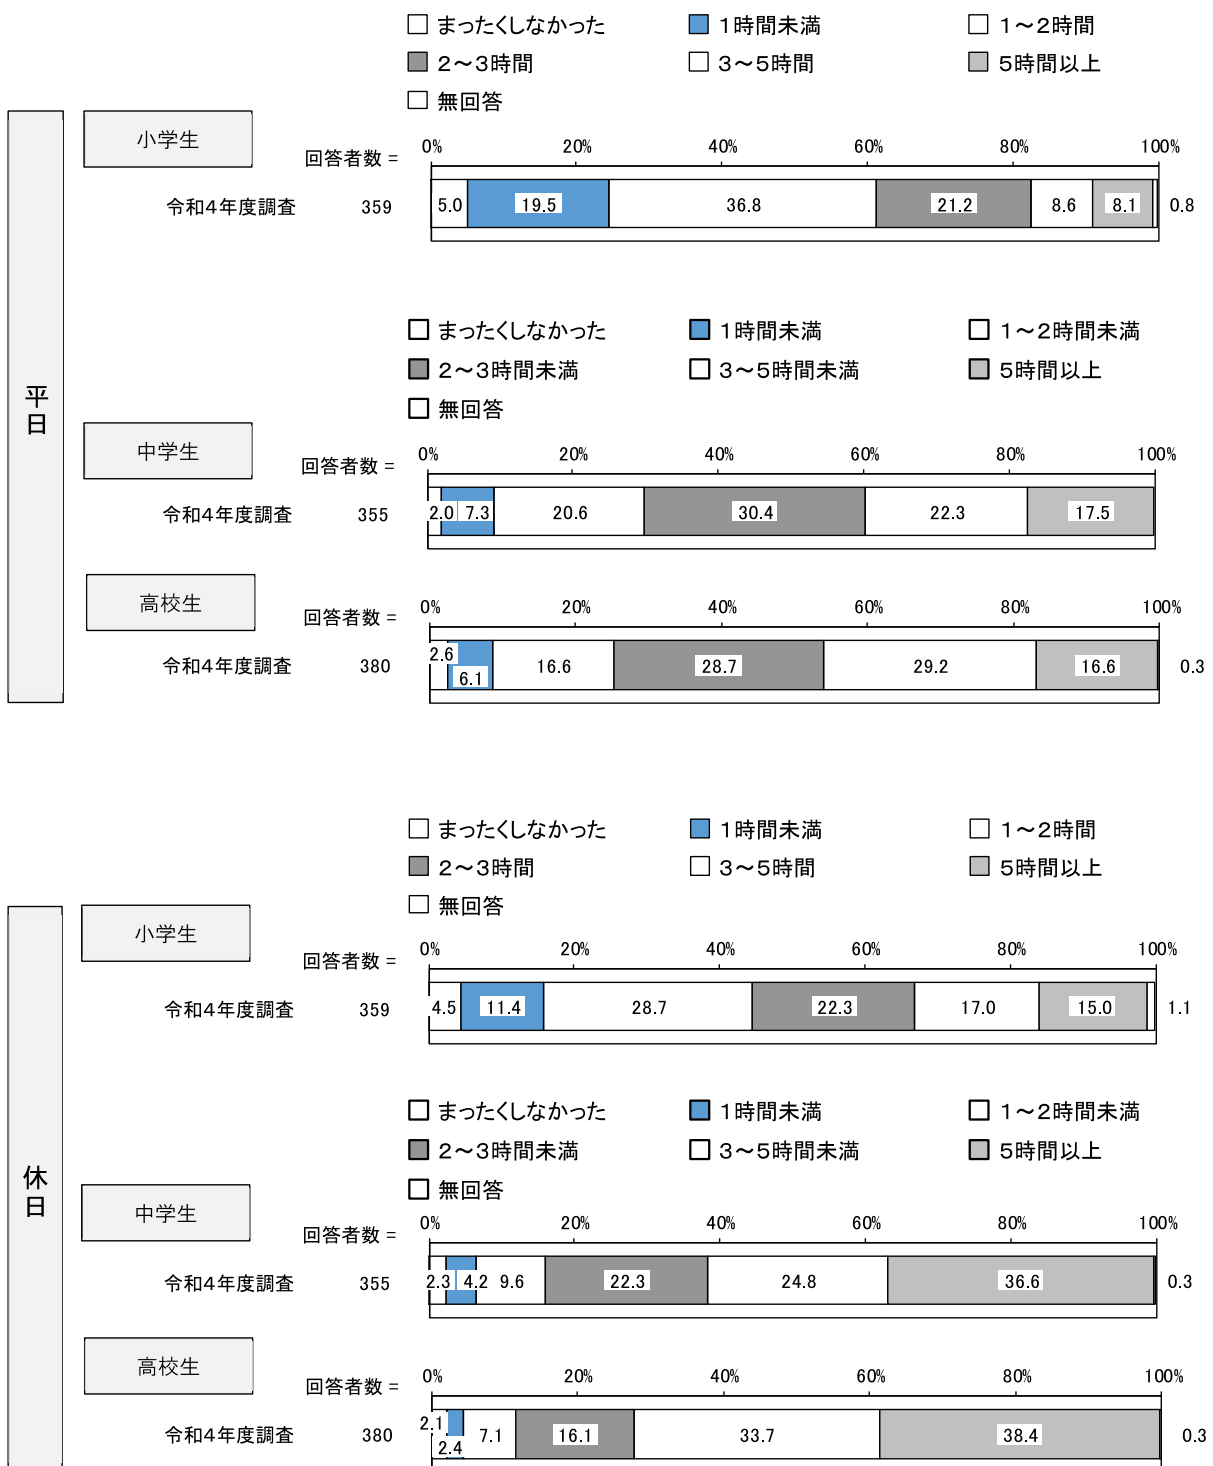 まったくしなかった 1時間未満 1～2時間
2～3時間 3～5時間 5時間以上
無回答
平日
小学生
回答者数 = 0% 20% 40% 60% 80% 100%
令和4年度調査 359 5.0 19.5 36.8 21.2 8.6 8.1 0.8
まったくしなかった 1時間未満 1～2時間未満
2～3時間未満 3～5時間未満 5時間以上
無回答
中学生
回答者数 = 0% 20% 40% 60% 80% 100%
令和4年度調査 355 2.0 7.3 20.6 30.4 22.3 17.5
高校生
回答者数 = 0% 20% 40% 60% 80% 100%
令和4年度調査 380 2.6 6.1 16.6 28.7 29.2 16.6 0.3
まったくしなかった 1時間未満 1～2時間
2～3時間 3～5時間 5時間以上
無回答
休日
小学生
回答者数 = 0% 20% 40% 60% 80% 100%
令和4年度調査 359 4.5 11.4 28.7 22.3 17.0 15.0 1.1
まったくしなかった 1時間未満 1～2時間未満
2～3時間未満 3～5時間未満 5時間以上
無回答
中学生
回答者数 = 0% 20% 40% 60% 80% 100%
令和4年度調査 355 2.3 4.2 9.6 22.3 24.8 36.6 0.3
高校生
回答者数 = 0% 20% 40% 60% 80% 100%
令和4年度調査 380 2.1 2.4 7.1 16.1 33.7 38.4 0.3